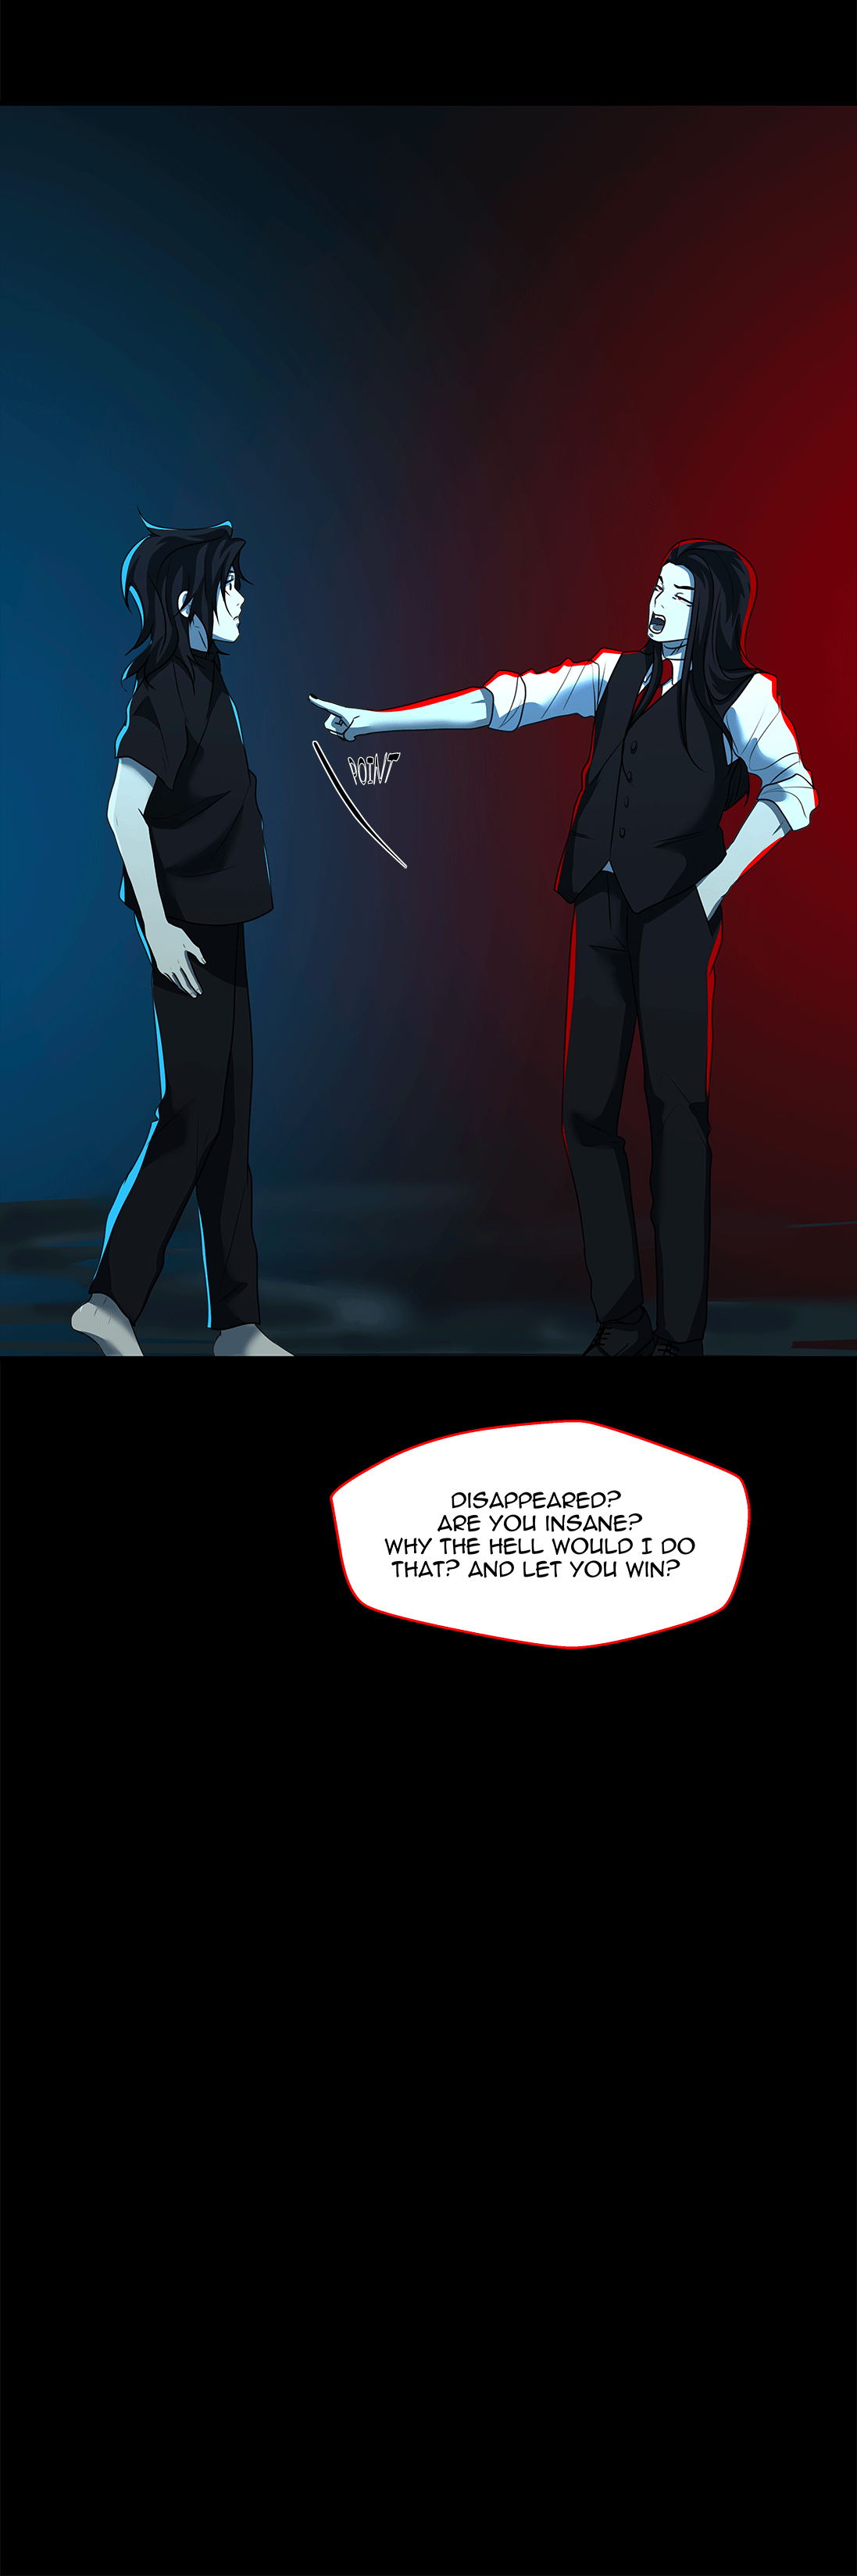 POINT
DISAPPEARED?
ARE YOU INSANE?
WHY THE HELL WOULD I DO
THAT? AND LET YOU WIN?